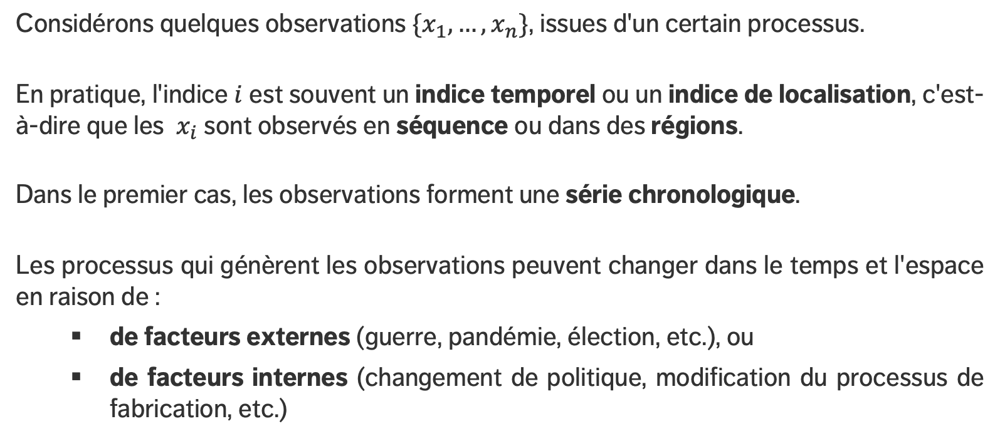 Considérons quelques observations {x₁, … , xₙ}, issues d'un certain processus.
En pratique, l'indice i est souvent un indice temporel ou un indice de localisation, c'est-
à-dire que les xᵢ sont observés en séquence ou dans des régions.
Dans le premier cas, les observations forment une série chronologique.
Les processus qui génèrent les observations peuvent changer dans le temps et l'espace
en raison de :
▪ de facteurs externes (guerre, pandémie, élection, etc.), ou
▪ de facteurs internes (changement de politique, modification du processus de
fabrication, etc.)